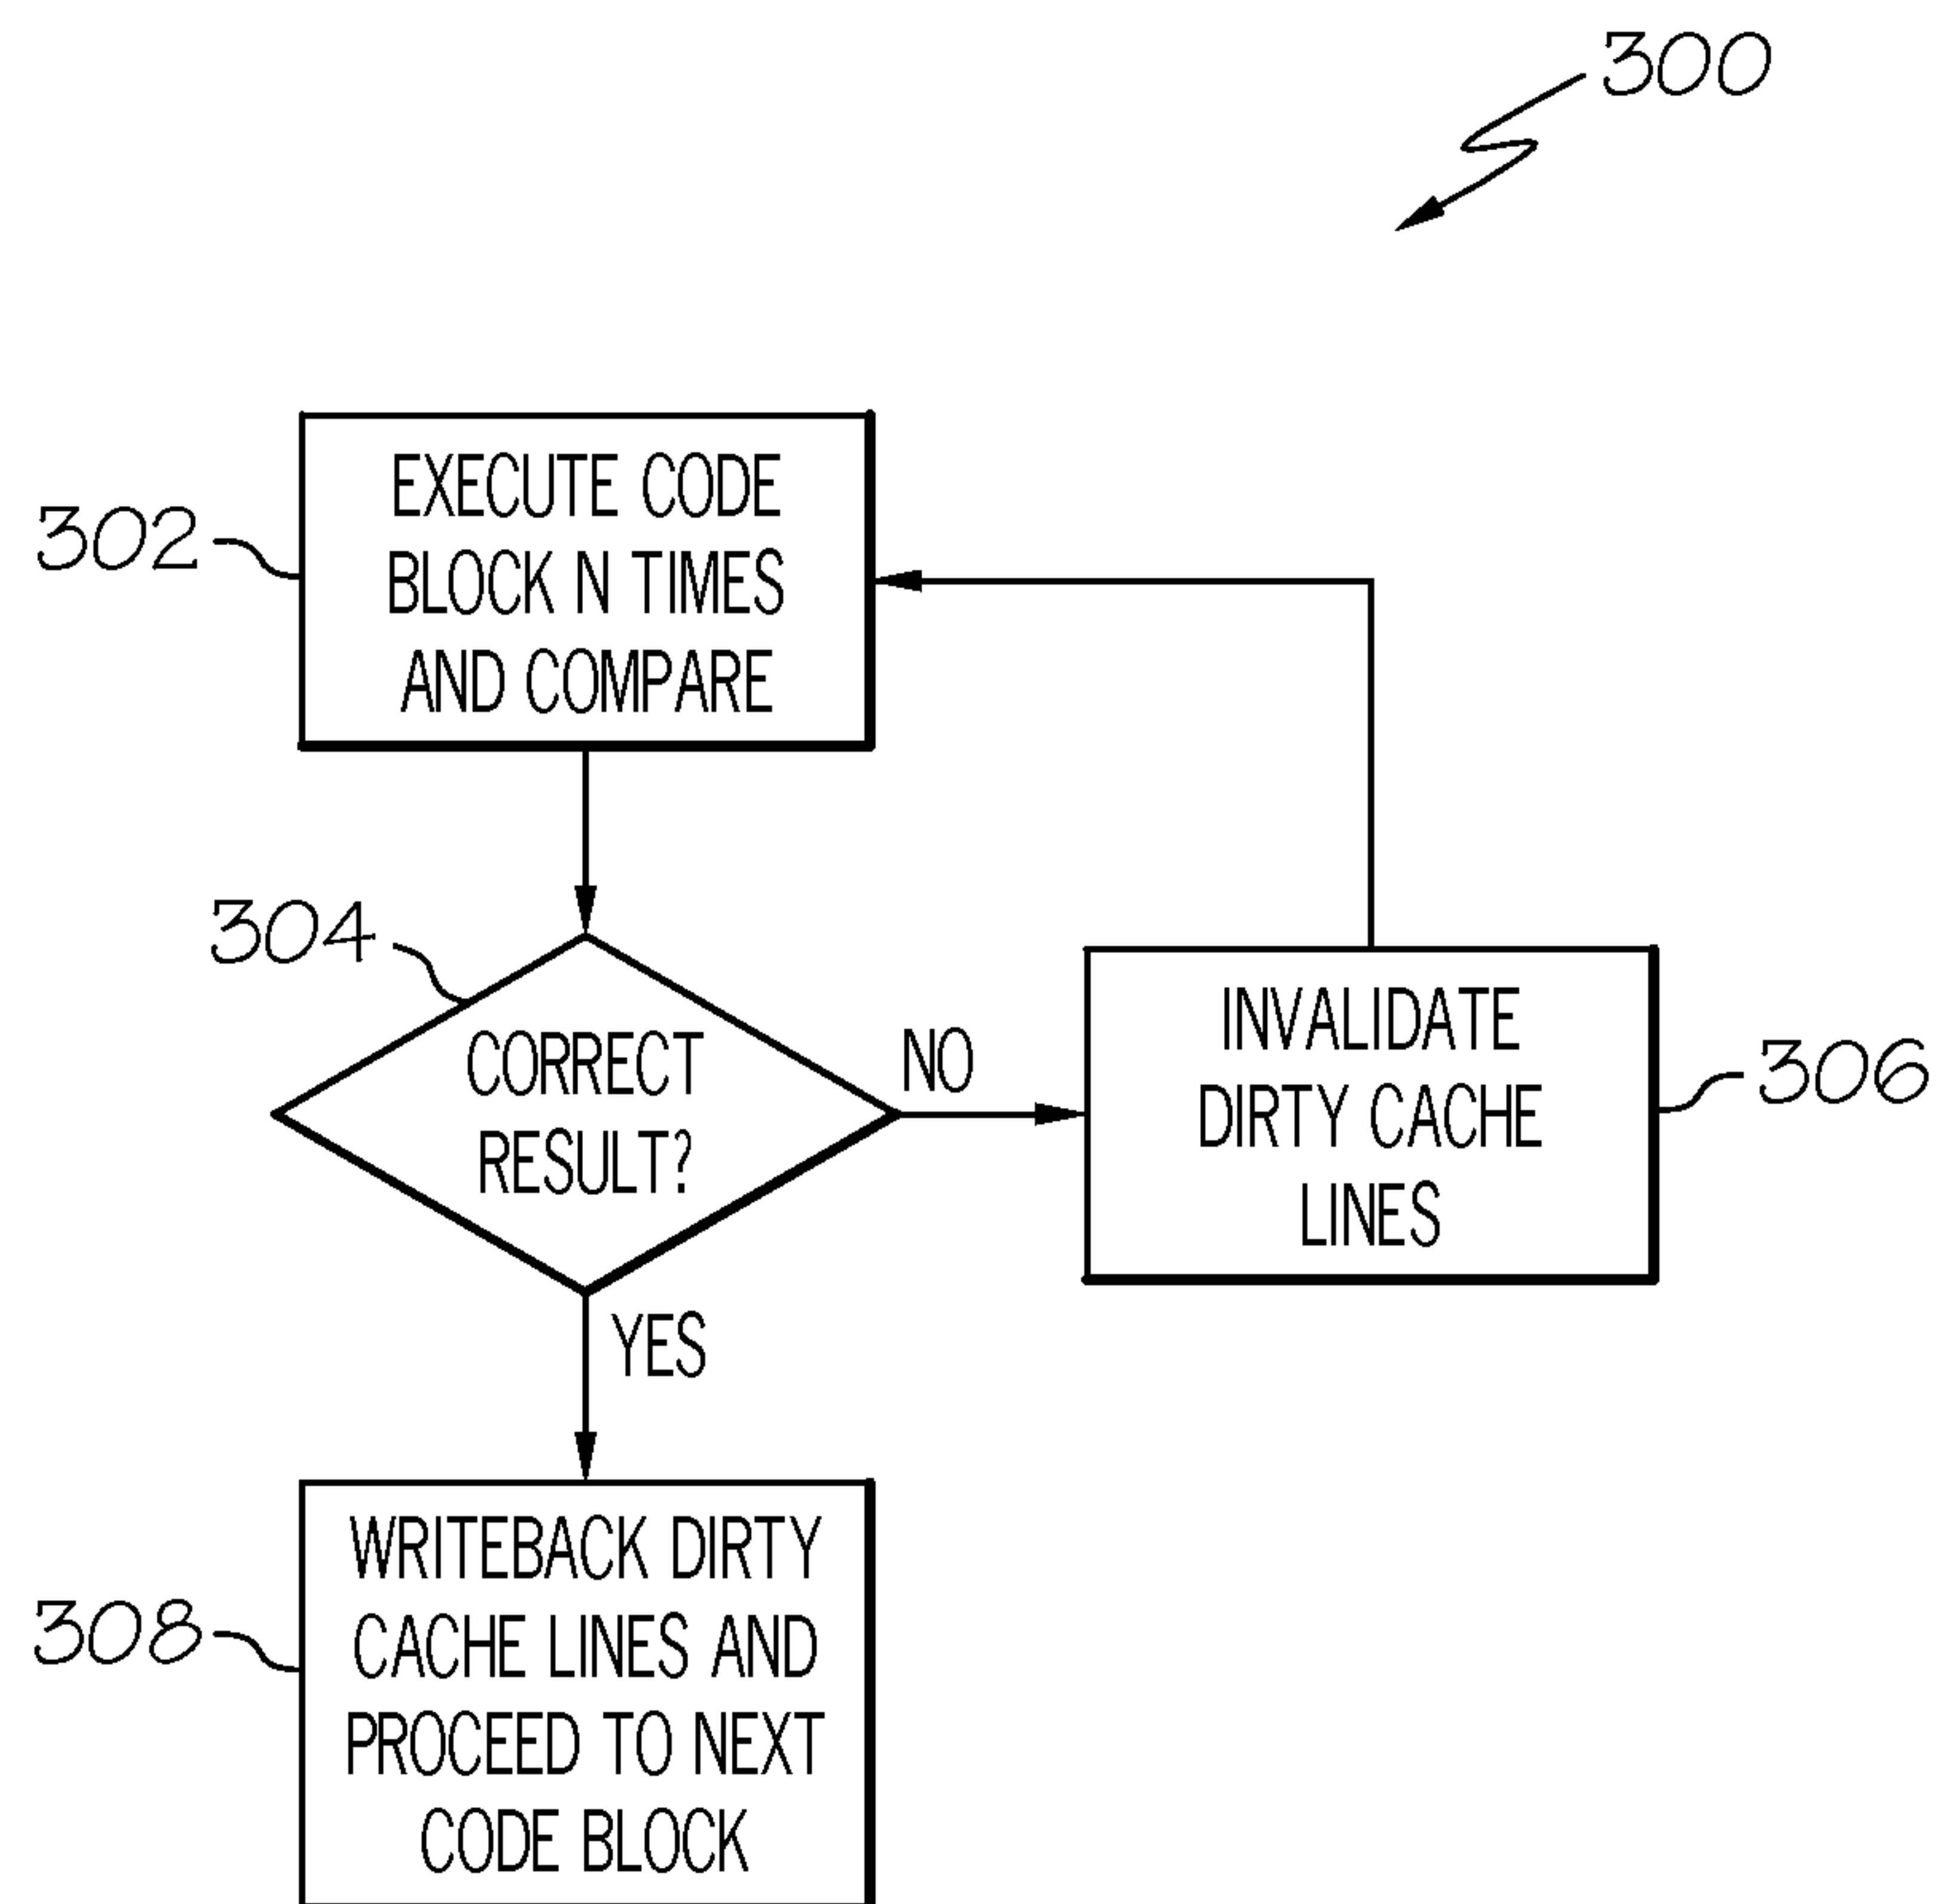 300
302
EXECUTE CODE
BLOCK N TIMES
AND COMPARE
304
CORRECT
RESULT?
NO
INVALIDATE
DIRTY CACHE
LINES
306
YES
308
WRITEBACK DIRTY
CACHE LINES AND
PROCEED TO NEXT
CODE BLOCK